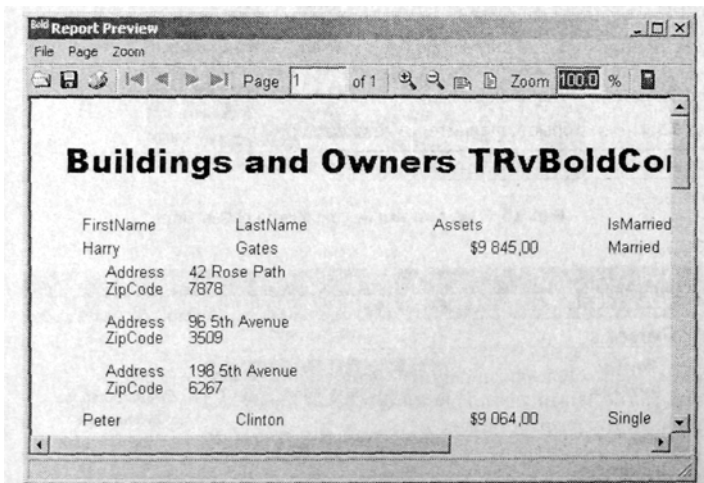 Bold Report Preview
File Page Zoom
Page 1 of 1 Zoom 100.0 %
Buildings and Owners TRvBoldCo
FirstName LastName Assets IsMarried
Harry Gates $9 845,00 Married
Address 42 Rose Path
ZipCode 7878
Address 96 5th Avenue
ZipCode 3509
Address 198 5th Avenue
ZipCode 6267
Peter Clinton $9 064,00 Single